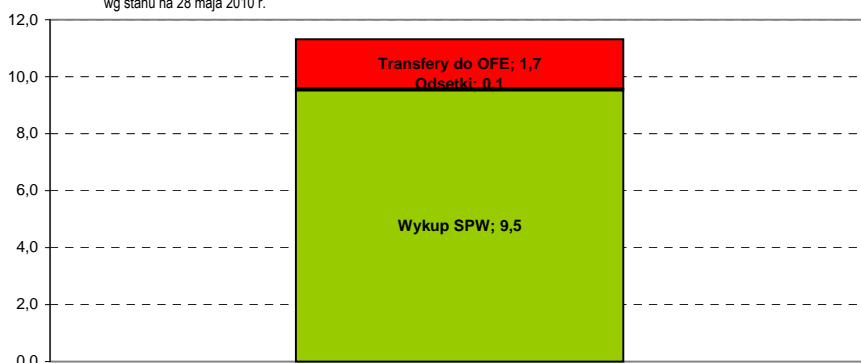 wg stanu na 28 maja 2010 r.
12,0
10,0
8,0
6,0
4,0
2,0
0,0
Transfery do OFE; 1,7
Odsetki; 0,1
Wykup SPW; 9,5